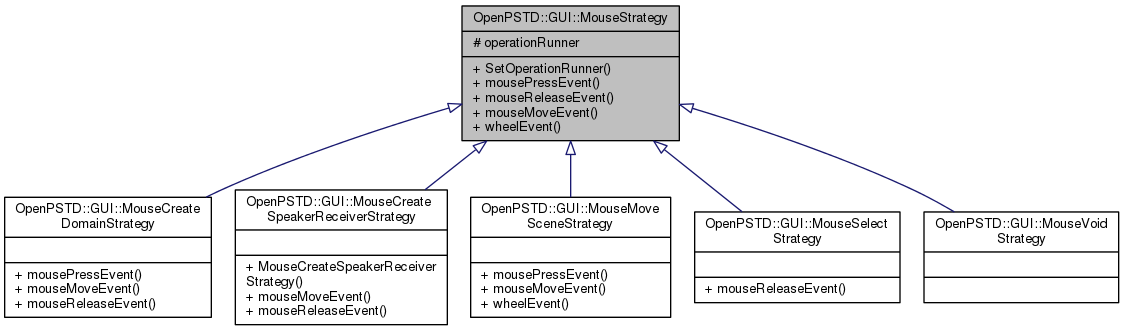 OpenPSTD::GUI::MouseStrategy
# operationRunner
+ SetOperationRunner()
+ mousePressEvent()
+ mouseReleaseEvent()
+ mouseMoveEvent()
+ wheelEvent()
OpenPSTD::GUI::MouseCreate
DomainStrategy
+ mousePressEvent()
+ mouseMoveEvent()
+ mouseReleaseEvent()
OpenPSTD::GUI::MouseCreate
SpeakerReceiverStrategy
+ MouseCreateSpeakerReceiver
Strategy()
+ mouseMoveEvent()
+ mouseReleaseEvent()
OpenPSTD::GUI::MouseMove
SceneStrategy
+ mousePressEvent()
+ mouseMoveEvent()
+ wheelEvent()
OpenPSTD::GUI::MouseSelect
Strategy
+ mouseReleaseEvent()
OpenPSTD::GUI::MouseVoid
Strategy